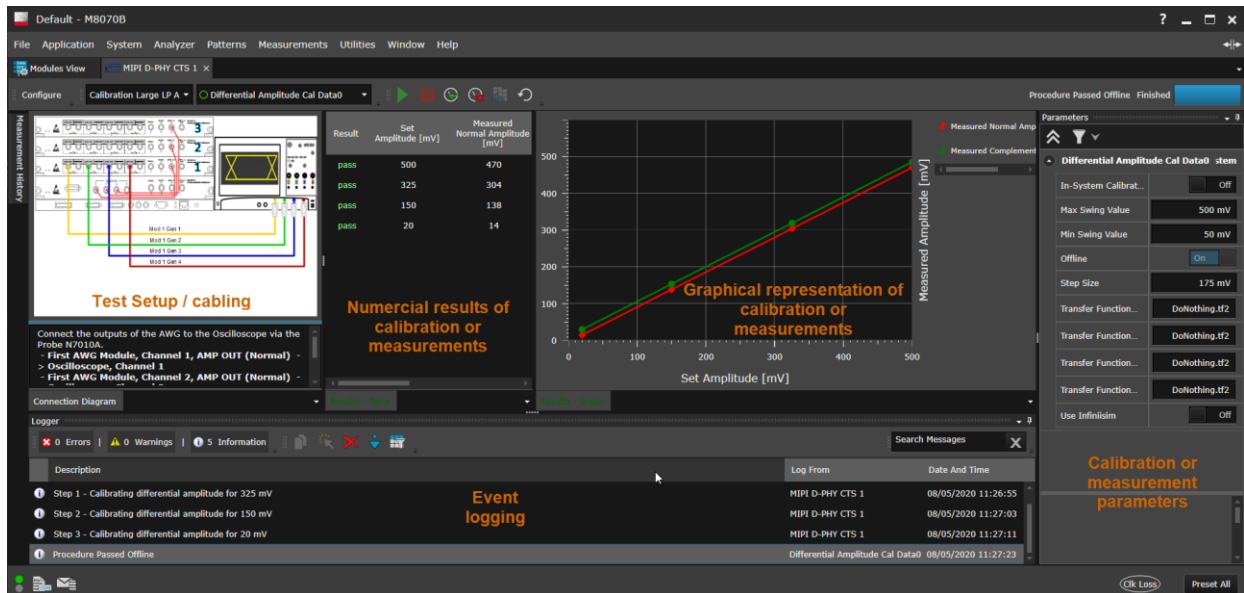 Default - M8070B
?
File Application System Analyzer Patterns Measurements Utilities Window Help
Modules View
MIPI D-PHY CTS 1
Configure
Calibration Large LP A
Differential Amplitude Cal Data0
Procedure Passed Offline Finished
Measurement History
3
2
1
Mod 1 Gen 1
Mod 1 Gen 2
Mod 1 Gen 3
Mod 1 Gen 4
Test Setup / cabling
Connect the outputs of the AWG to the Oscilloscope via the
Probe N7010A.
- First AWG Module, Channel 1, AMP OUT (Normal) -
> Oscilloscope, Channel 1
- First AWG Module, Channel 2, AMP OUT (Normal) -
Connection Diagram
Result Set Amplitude [mV] Measured Normal Amplitude [mV]
pass 500 470
pass 325 304
pass 150 138
pass 20 14
Numercial results of
calibration or
measurements
500
400
300
200
100
0
0 100 200 300 400 500
Set Amplitude [mV]
Measured Amplitude [mV]
Measured Normal Amp
Measured Complement
Graphical representation of
calibration or
measurements
Parameters
Differential Amplitude Cal Data0 stem
In-System Calibrat... Off
Max Swing Value 500 mV
Min Swing Value 50 mV
Offline On
Step Size 175 mV
Transfer Function... DoNothing.tf2
Transfer Function... DoNothing.tf2
Transfer Function... DoNothing.tf2
Transfer Function... DoNothing.tf2
Use Infiniisim Off
Calibration or
measurement
parameters
Logger
0 Errors | 0 Warnings | 5 Information
Search Messages X
Description Log From Date And Time
Step 1 - Calibrating differential amplitude for 325 mV MIPI D-PHY CTS 1 08/05/2020 11:26:55
Step 2 - Calibrating differential amplitude for 150 mV MIPI D-PHY CTS 1 08/05/2020 11:27:03
Step 3 - Calibrating differential amplitude for 20 mV MIPI D-PHY CTS 1 08/05/2020 11:27:11
Procedure Passed Offline Differential Amplitude Cal Data0 08/05/2020 11:27:23
Event
logging
Clk Loss
Preset All